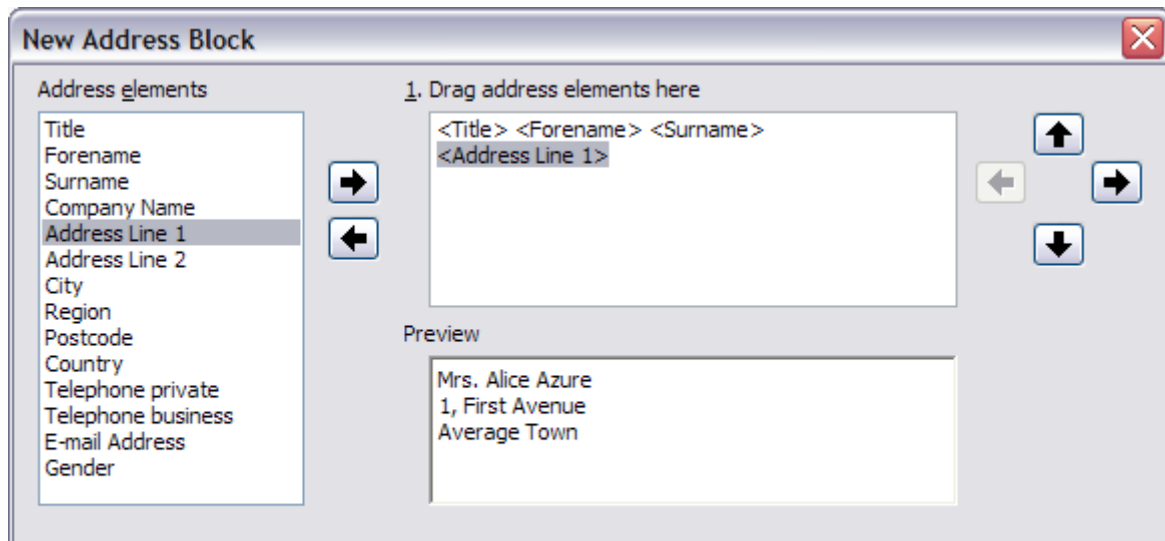 New Address Block
Address elements
Title
Forename
Surname
Company Name
Address Line 1
Address Line 2
City
Region
Postcode
Country
Telephone private
Telephone business
E-mail Address
Gender
1. Drag address elements here
<Title> <Forename> <Surname>
<Address Line 1>
Preview
Mrs. Alice Azure
1, First Avenue
Average Town